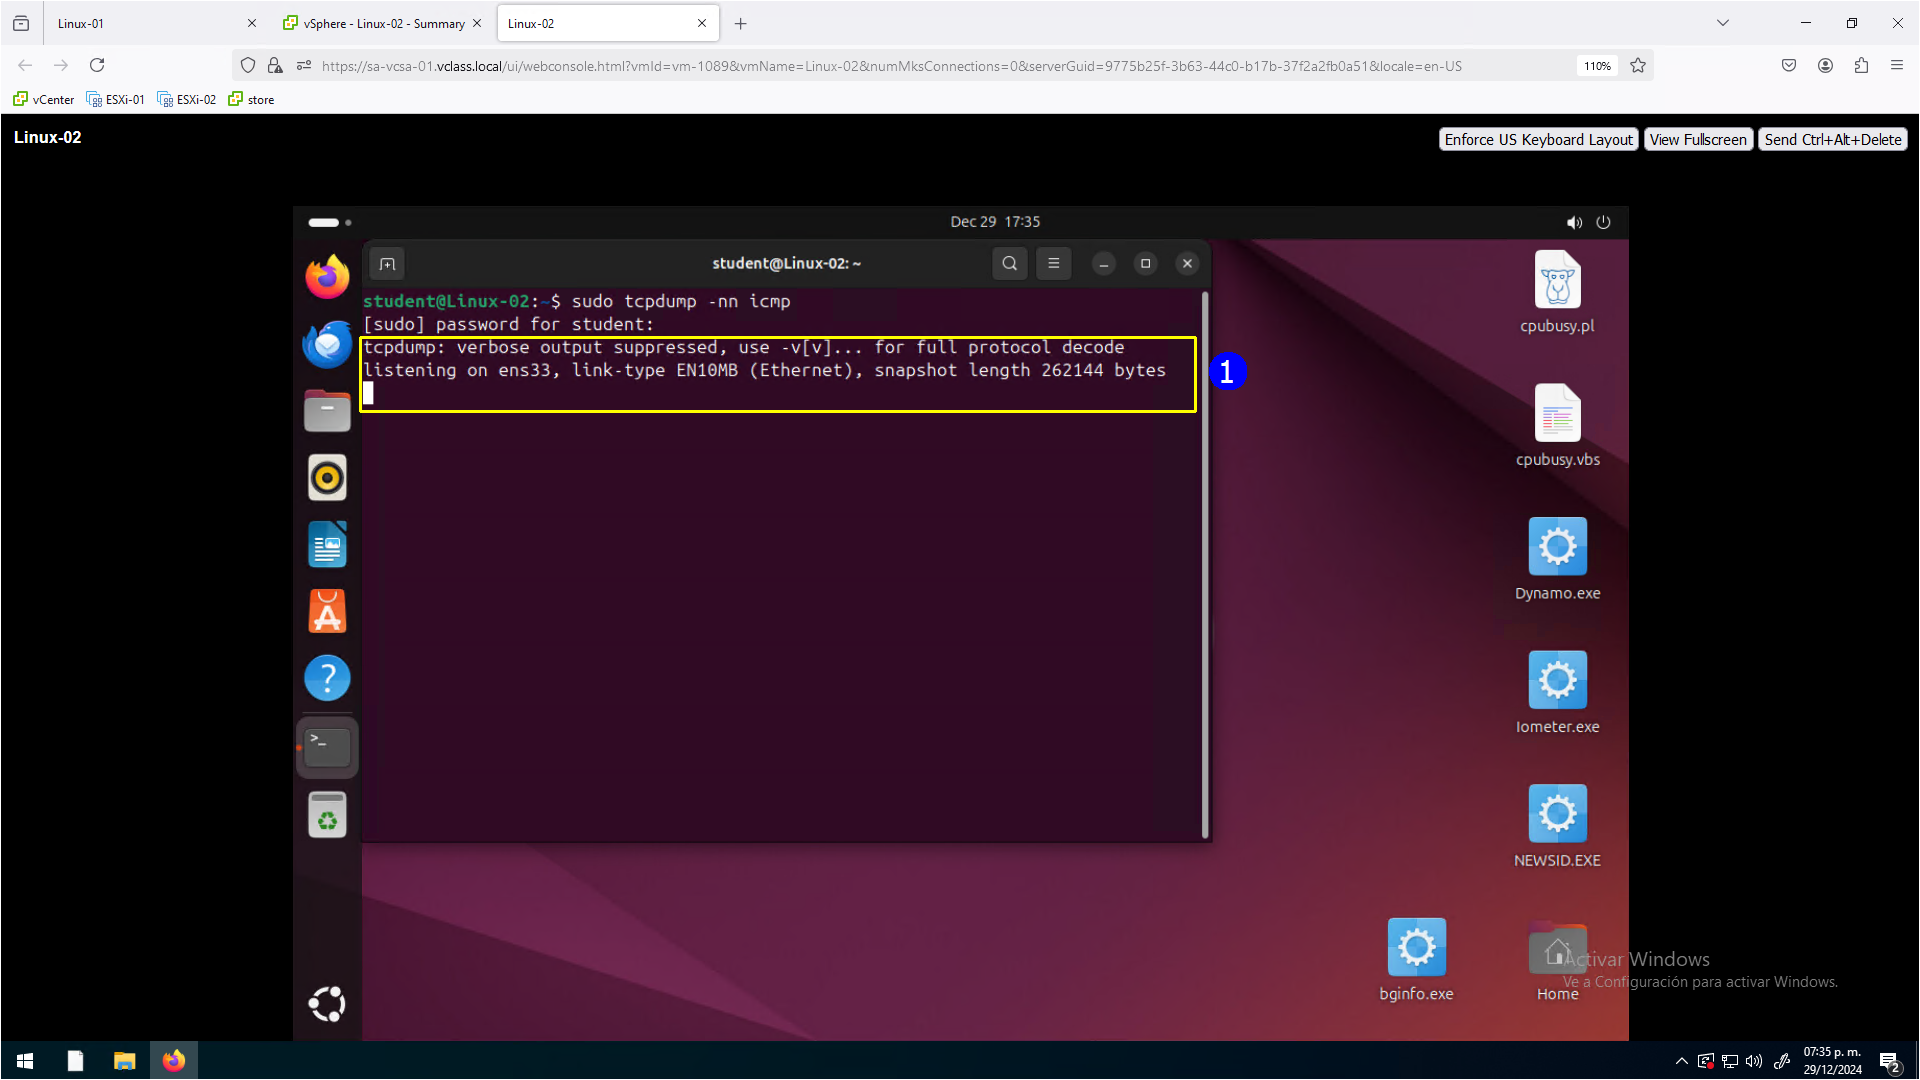 Linux-01
vSphere - Linux-02 - Summary
Linux-02
https://sa-vcsa-01.vclass.local/ui/webconsole.html?vmId=vm-1089&vmName=Linux-02&numMksConnections=0&serverGuid=9775b25f-3b63-44c0-b17b-37f2a2fb0a51&locale=en-US
110%
vCenter
ESXi-01
ESXi-02
store
Linux-02
Enforce US Keyboard Layout
View Fullscreen
Send Ctrl+Alt+Delete
Dec 29 17:35
student@Linux-02: ~
student@Linux-02:~$ sudo tcpdump -nn icmp
[sudo] password for student:
tcpdump: verbose output suppressed, use -v[v]... for full protocol decode
listening on ens33, link-type EN10MB (Ethernet), snapshot length 262144 bytes
1
cpubusy.pl
cpubusy.vbs
Dynamo.exe
Iometer.exe
NEWSID.EXE
bginfo.exe
Home
Activar Windows
Ve a Configuración para activar Windows.
07:35 p. m.
29/12/2024
2